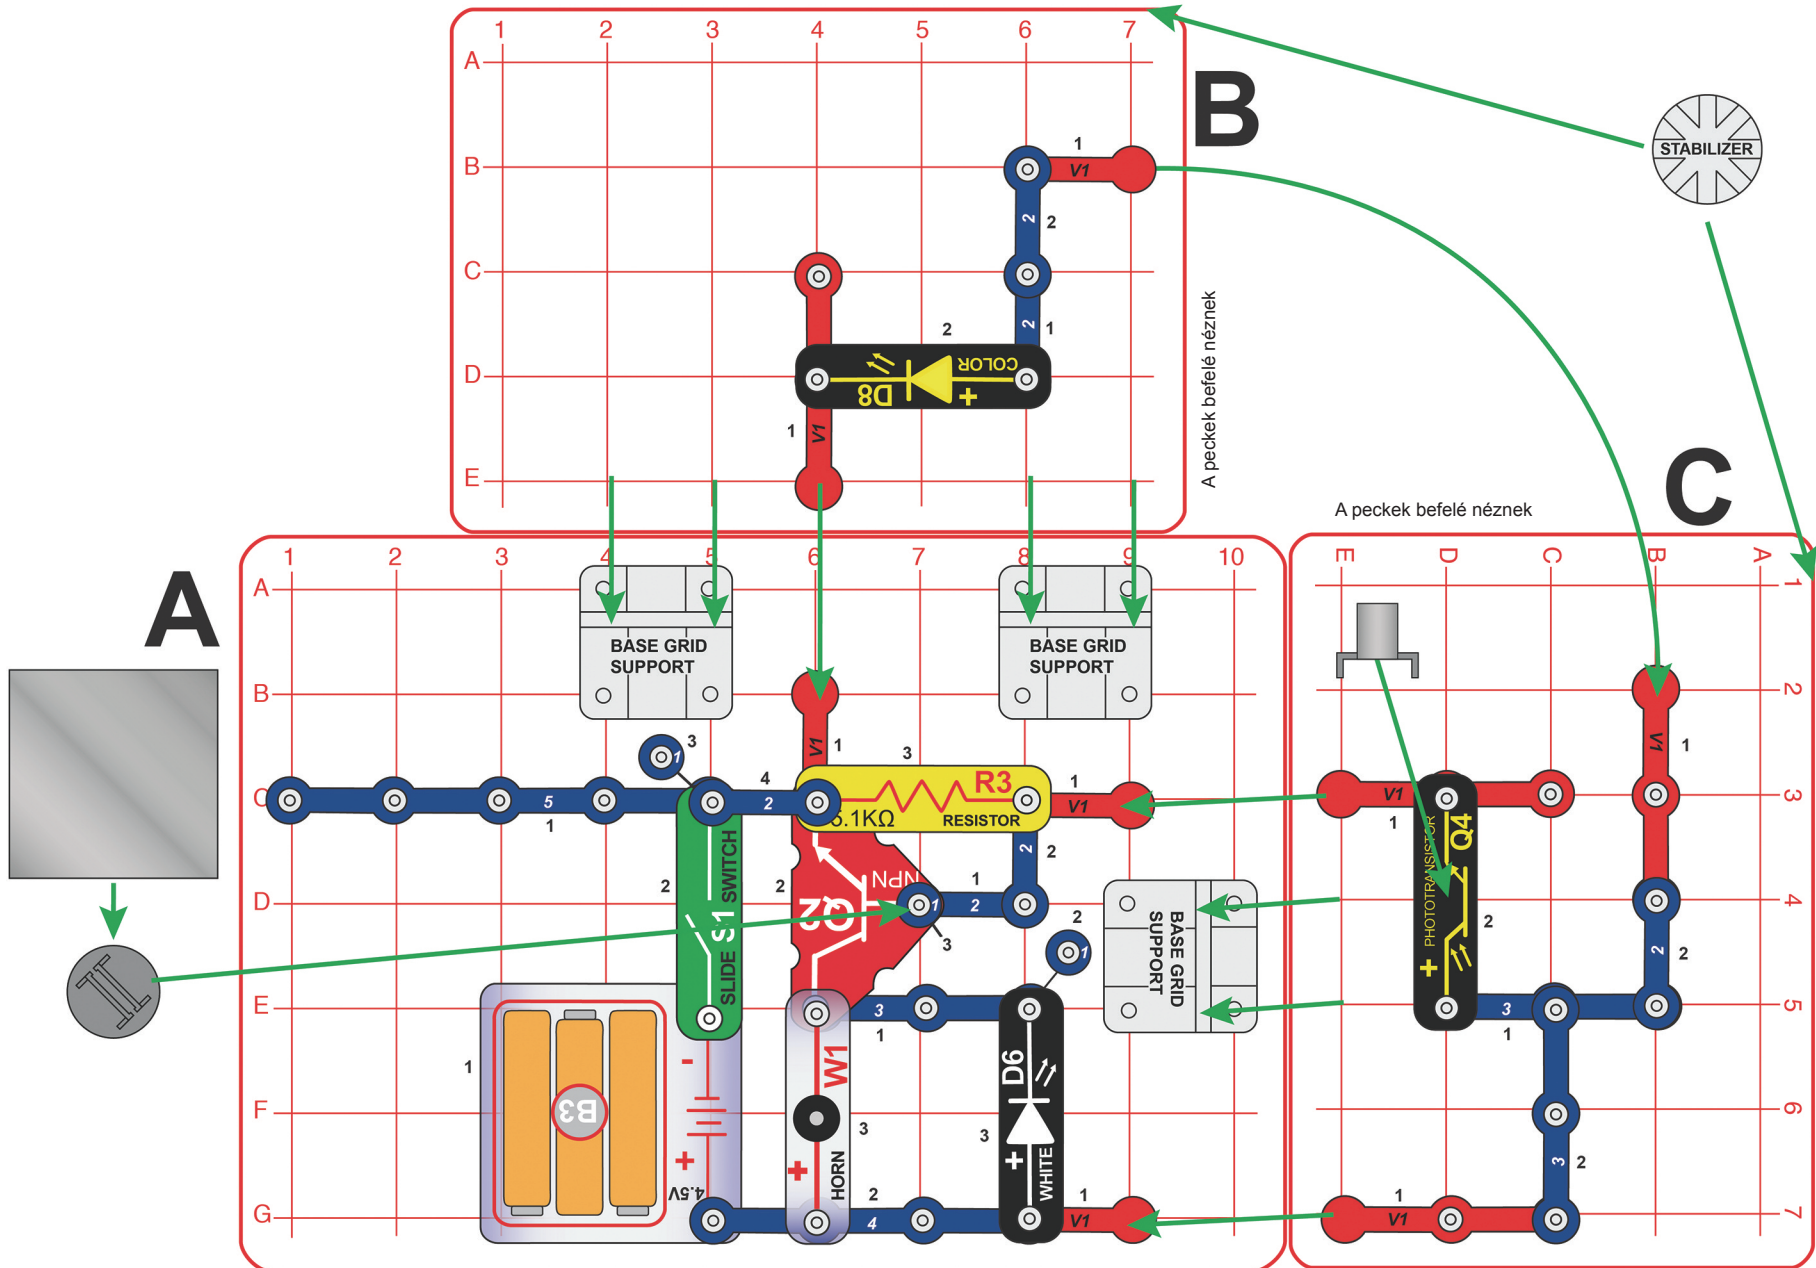 1 2 3 4 5 6 7
A
B
C
D
E
B
1
V1
2
2
2
1
2
COLOR
D8
+
1
V1
A peckek befelé néznek
STABILIZER
C
A peckek befelé néznek
A
1 2 3 4 5 6 7 8 9 10
A
B
C
D
E
F
G
BASE GRID
SUPPORT
BASE GRID
SUPPORT
BASE GRID
SUPPORT
V1
1
3
1
4
2
3
R3
5.1KΩ
RESISTOR
1
V1
5
1
2
SLIDE SWITCH
S1
2
NPN
Q2
1
1
2
3
2
2
2
1
3
1
1
B3
-
+
4.5V
W1
HORN
+
3
2
4
D6
WHITE
+
3
1
V1
E D C B A
1
2
3
4
5
6
7
V1
1
V1
1
PHOTOTRANSISTOR
Q4
+
2
2
2
3
1
3
2
1
V1